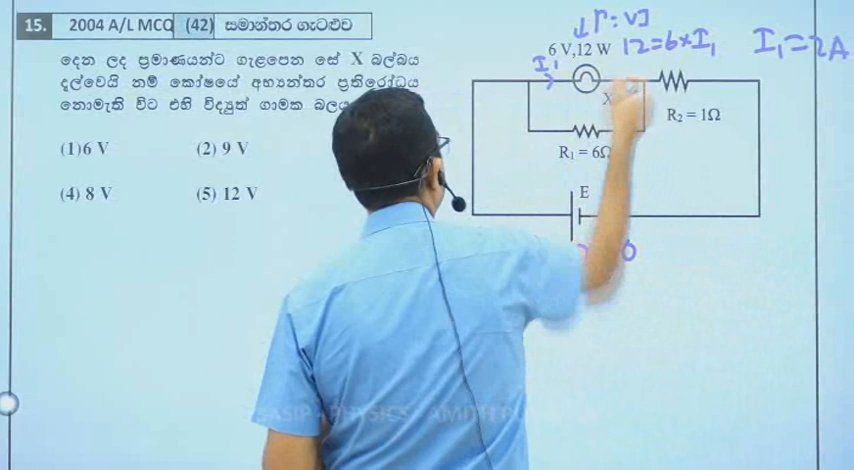 15. 2004 A/L MCQ (42) සමාන්තර ගැටළුව
දෙන ලද ප්‍රමාණයන්ට ගැළපෙන සේ X බල්බය
දැල්වෙයි නම් කෝෂයේ අභ්‍යන්තර ප්‍රතිරෝධය
නොමැති විට එහි විද්‍යුත් ගාමක බලය
(1)6 V (2) 9 V
(4) 8 V (5) 12 V
P=VI
6 V,12 W 12=6×I₁ I₁=2A
I₁
X
R₂ = 1Ω
R₁ = 6Ω
E
0